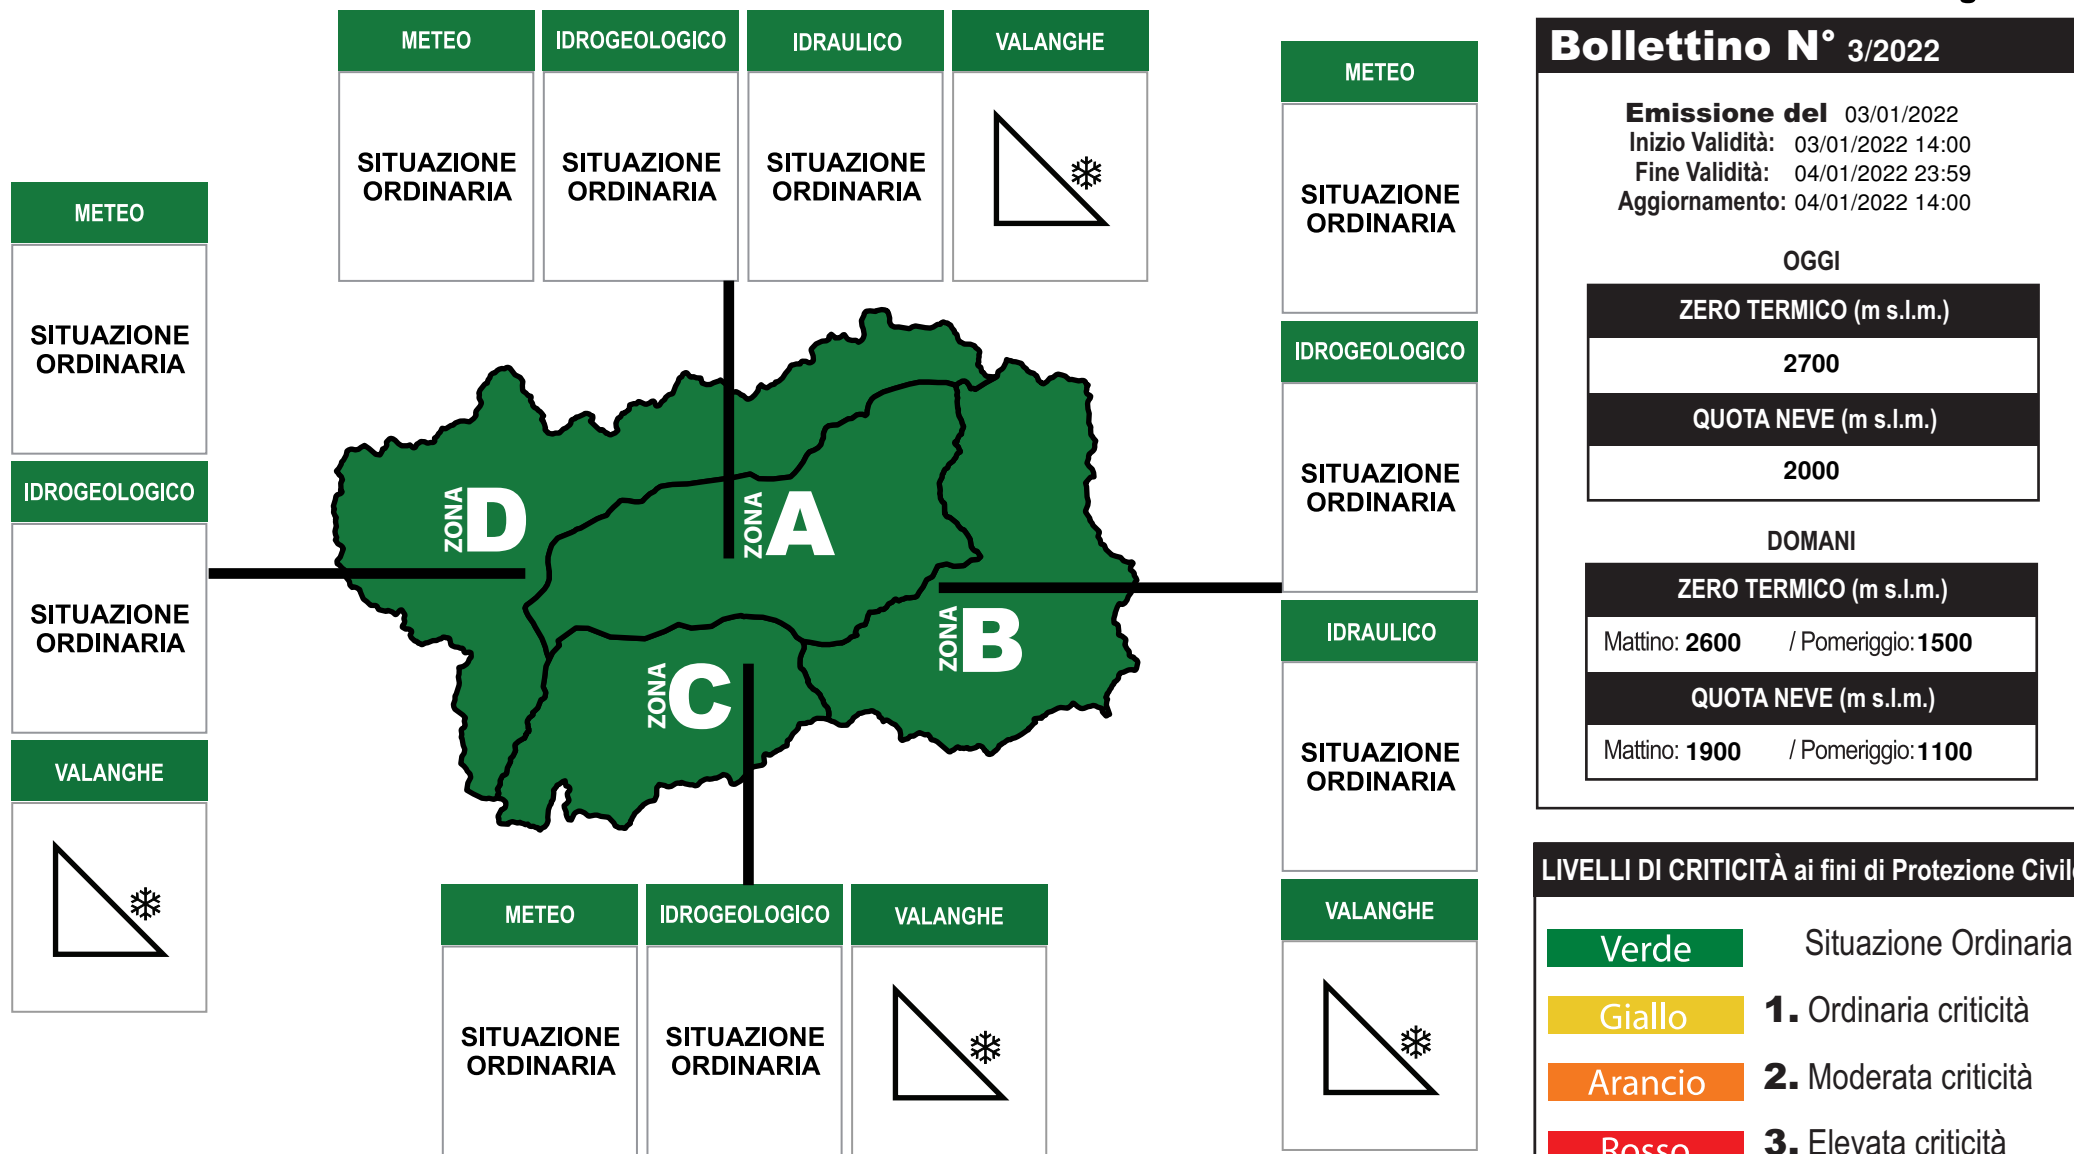 METEO
IDROGEOLOGICO
IDRAULICO
VALANGHE
SITUAZIONE
ORDINARIA
SITUAZIONE
ORDINARIA
SITUAZIONE
ORDINARIA
METEO
SITUAZIONE
ORDINARIA
IDROGEOLOGICO
SITUAZIONE
ORDINARIA
VALANGHE
ZONA D
ZONA A
ZONA B
ZONA C
METEO
SITUAZIONE
ORDINARIA
IDROGEOLOGICO
SITUAZIONE
ORDINARIA
IDRAULICO
SITUAZIONE
ORDINARIA
VALANGHE
METEO
IDROGEOLOGICO
VALANGHE
SITUAZIONE
ORDINARIA
SITUAZIONE
ORDINARIA
Bollettino N° 3/2022
Emissione del 03/01/2022
Inizio Validità: 03/01/2022 14:00
Fine Validità: 04/01/2022 23:59
Aggiornamento: 04/01/2022 14:00
OGGI
ZERO TERMICO (m s.l.m.)
2700
QUOTA NEVE (m s.l.m.)
2000
DOMANI
ZERO TERMICO (m s.l.m.)
Mattino: 2600 / Pomeriggio: 1500
QUOTA NEVE (m s.l.m.)
Mattino: 1900 / Pomeriggio: 1100
LIVELLI DI CRITICITÀ ai fini di Protezione Civile
Verde Situazione Ordinaria
Giallo 1. Ordinaria criticità
Arancio 2. Moderata criticità
Rosso 3. Elevata criticità